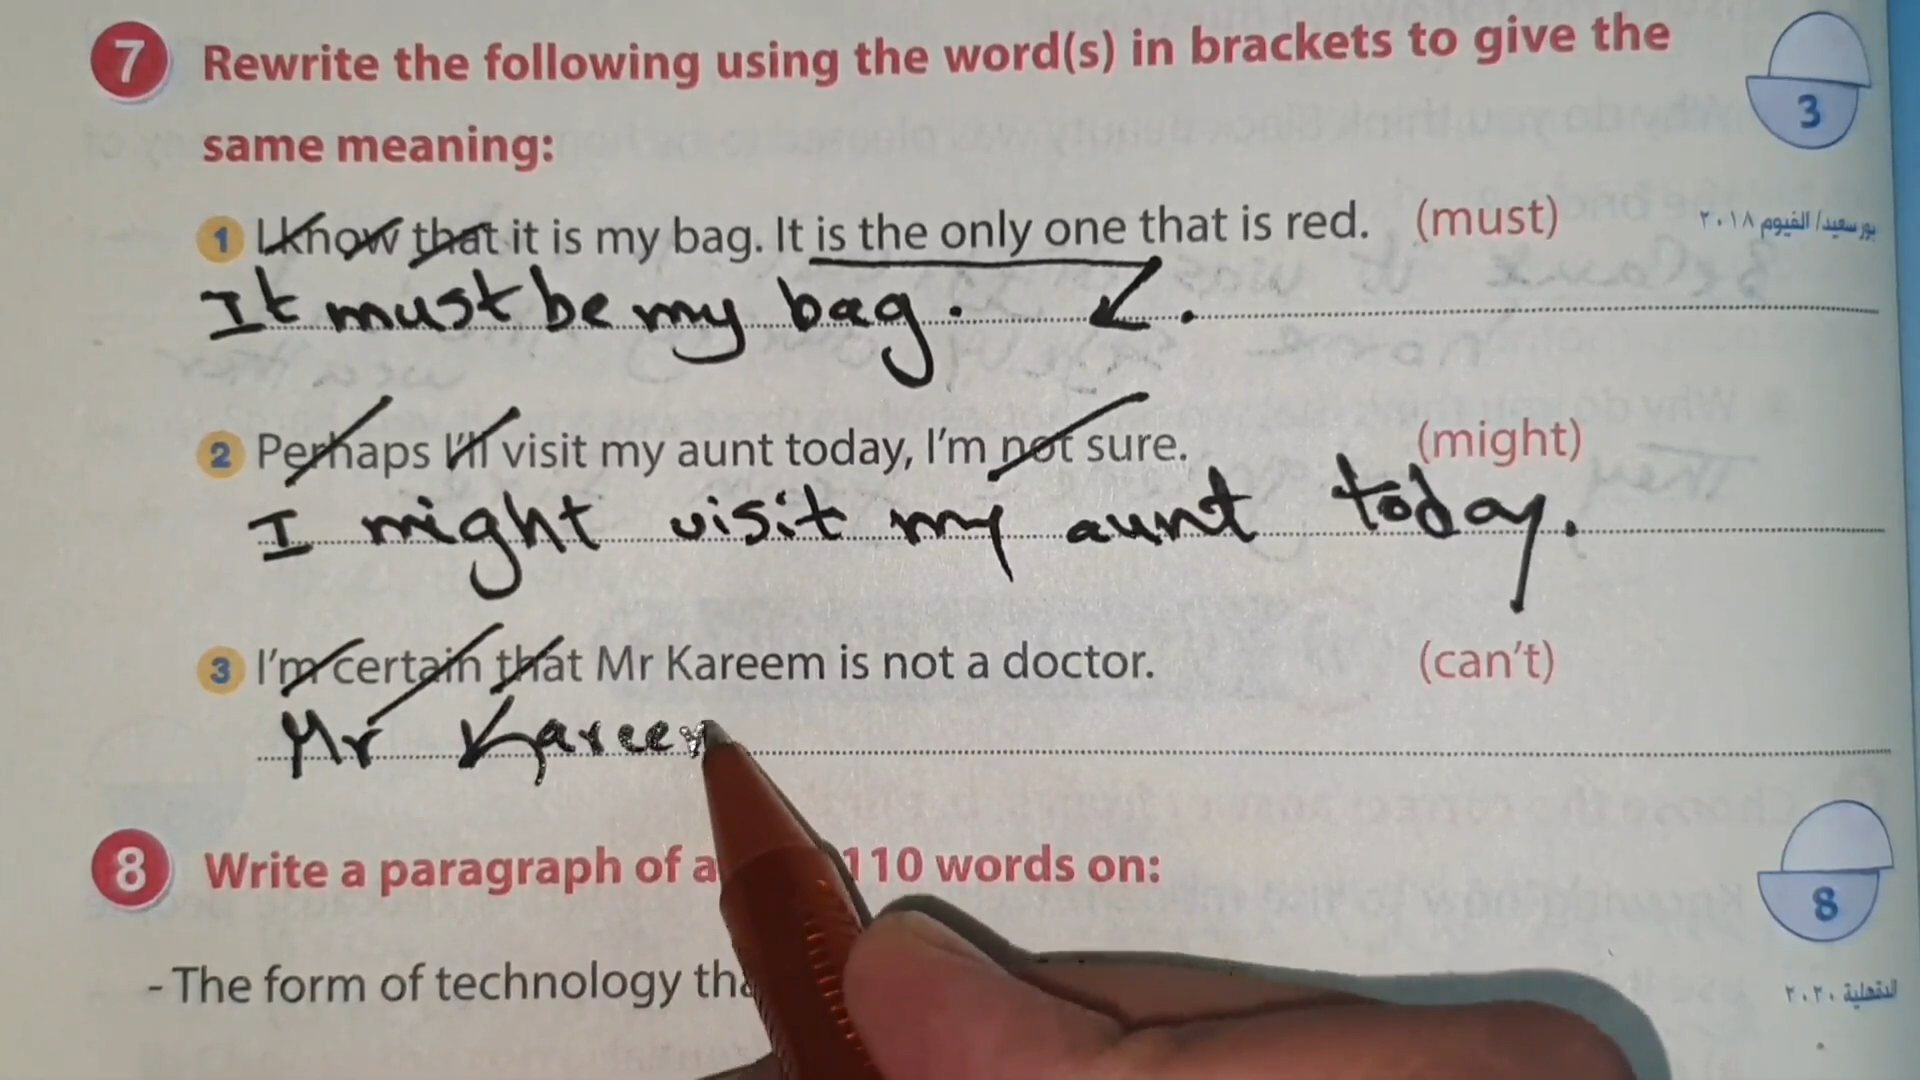 7 Rewrite the following using the word(s) in brackets to give the
same meaning:
3
1 I know that it is my bag. It is the only one that is red. (must) بورسعيد/ الفيوم ٢٠١٨
It must be my bag. .
2 Perhaps I'll visit my aunt today, I'm not sure. (might)
I might visit my aunt today.
3 I'm certain that Mr Kareem is not a doctor. (can't)
Mr Kareem
8 Write a paragraph of a 110 words on:
8
- The form of technology tha
الدقهلية ٢٠٢٠